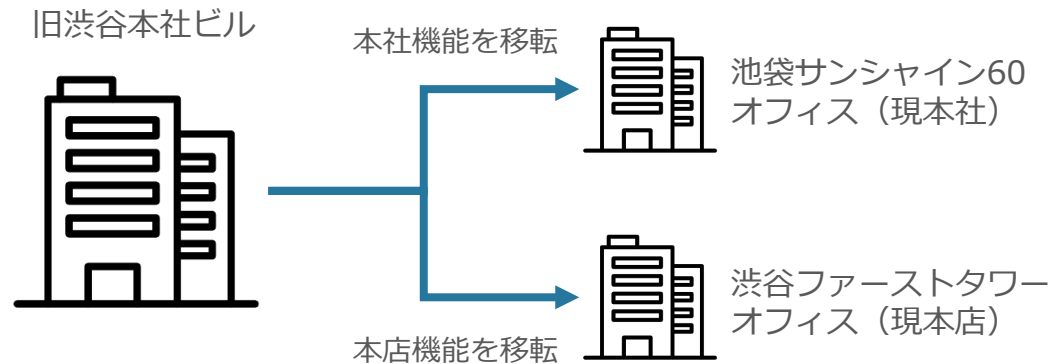 旧渋谷本社ビル
本社機能を移転
池袋サンシャイン60
オフィス（現本社）
渋谷ファーストタワー
オフィス（現本店）
本店機能を移転